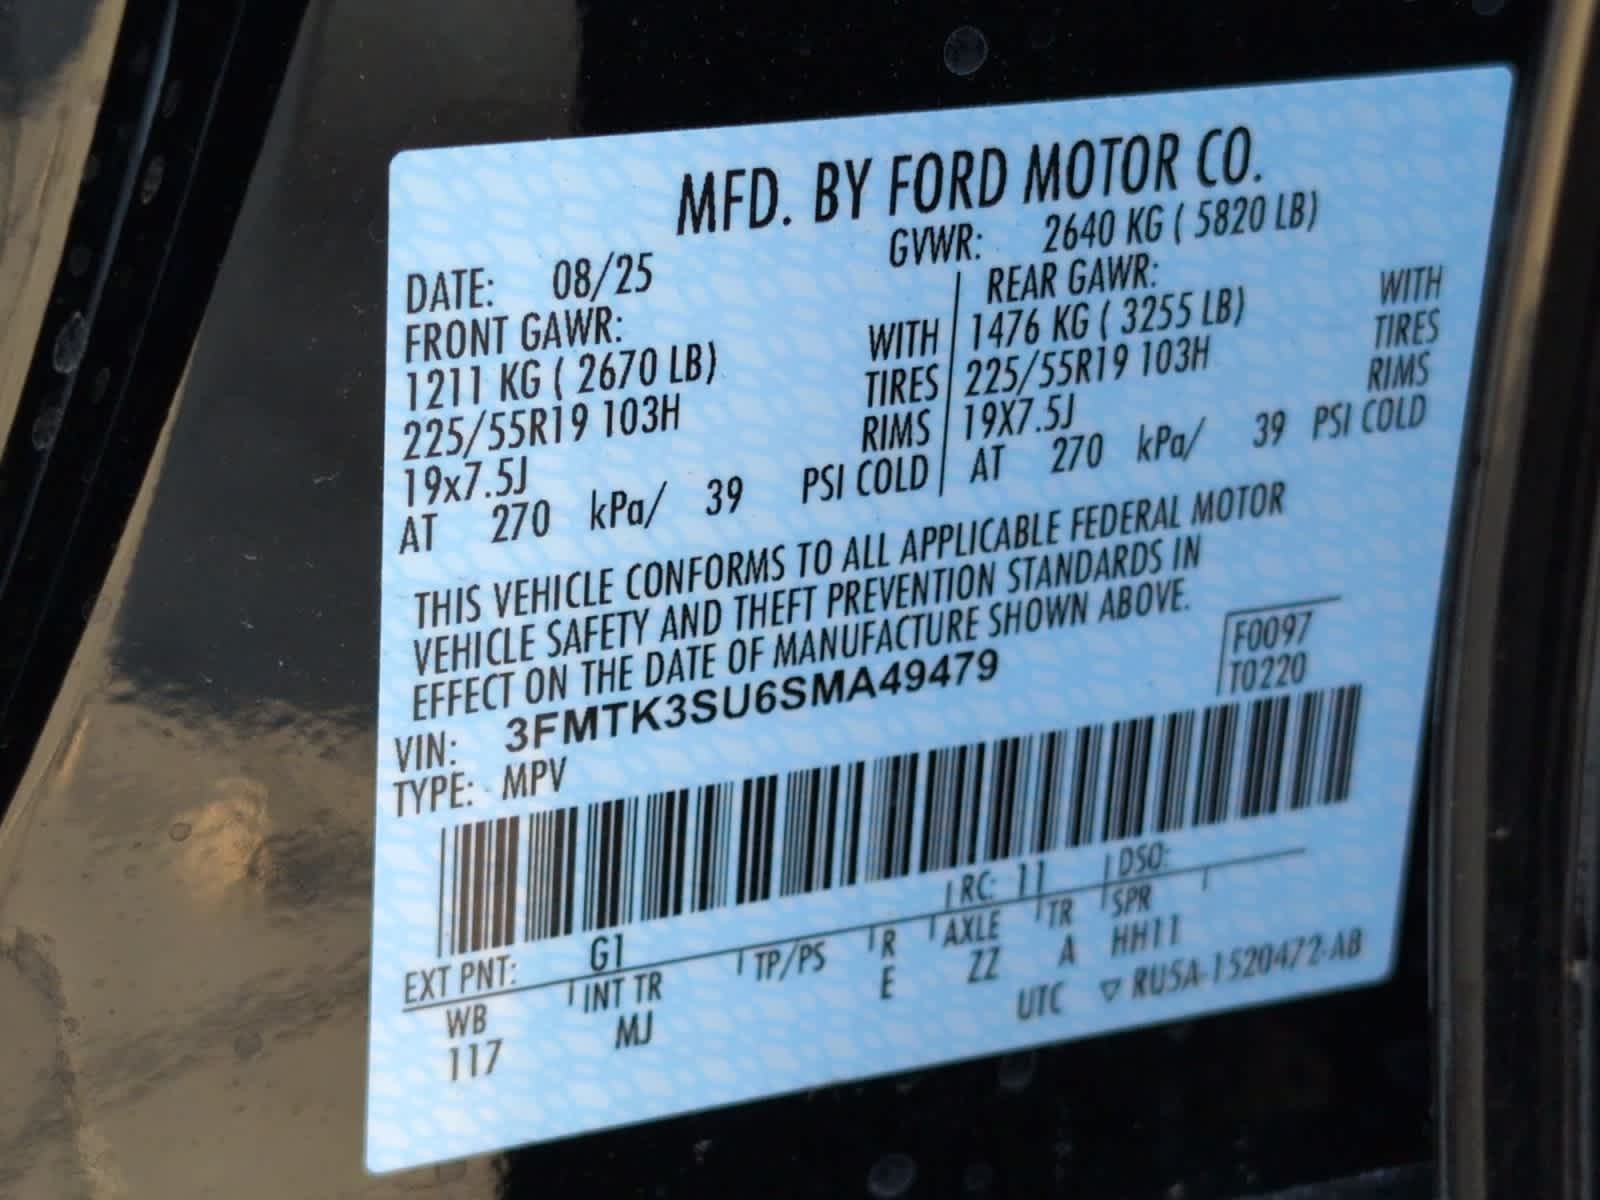 MFD. BY FORD MOTOR CO.
DATE: 08/25
GVWR: 2640 KG ( 5820 LB)
FRONT GAWR:
1211 KG ( 2670 LB) WITH
225/55R19 103H TIRES
19x7.5J RIMS
AT 270 kPa/ 39 PSI COLD
REAR GAWR:
1476 KG ( 3255 LB) WITH
225/55R19 103H TIRES
19X7.5J RIMS
AT 270 kPa/ 39 PSI COLD
THIS VEHICLE CONFORMS TO ALL APPLICABLE FEDERAL MOTOR
VEHICLE SAFETY AND THEFT PREVENTION STANDARDS IN
EFFECT ON THE DATE OF MANUFACTURE SHOWN ABOVE.
F0097
T0220
VIN: 3FMTK3SU6SMA49479
TYPE: MPV
RC: 11 DSO:
EXT PNT: G1
WB INT TR TP/PS R AXLE TR SPR
117 MJ E ZZ A HH11
UTC ▽ RU5A-1520472-AB